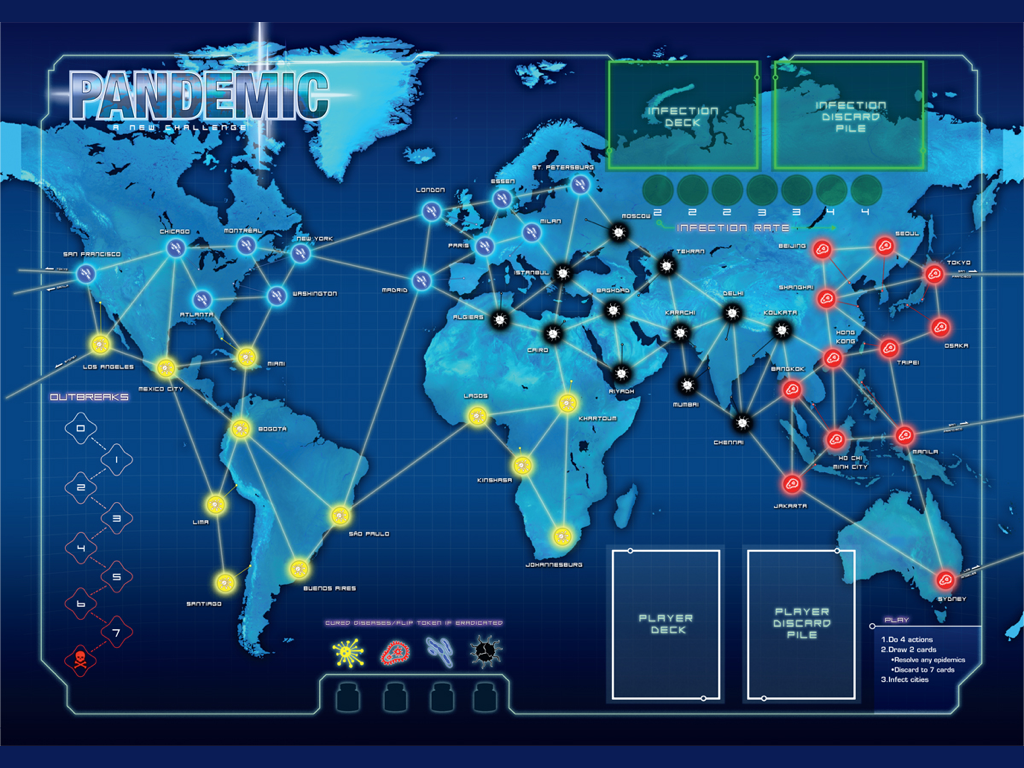 PANDEMIC
A NEW CHALLENGE
INFECTION
DECK
INFECTION
DISCARD
PILE
2 2 2 3 3 4 4
INFECTION RATE
ST. PETERSBURG
ESSEN
LONDON
MOSCOW
MILAN
CHICAGO
MONTRÉAL
NEW YORK
PARIS
BEIJING
SEOUL
SAN FRANCISCO
TEHRAN
TOKYO
ISTANBUL
MADRID
WASHINGTON
BAGHDAD
DELHI
SHANGHAI
ATLANTA
ALGIERS
KARACHI
KOLKATA
HONG
KONG
OSAKA
CAIRO
TAIPEI
LOS ANGELES
MIAMI
BANGKOK
MEXICO CITY
RIYADH
MUMBAI
OUTBREAKS
LAGOS
KHARTOUM
BOGOTÁ
CHENNAI
MANILA
HO CHI
MINH CITY
KINSHASA
JAKARTA
LIMA
SÃO PAULO
JOHANNESBURG
BUENOS AIRES
SANTIAGO
SYDNEY
0
1
2
3
4
5
6
7
CURED DISEASES/FLIP TOKEN IF ERADICATED
PLAYER
DECK
PLAYER
DISCARD
PILE
PLAY
1.Do 4 actions
2.Draw 2 cards
•Resolve any epidemics
•Discard to 7 cards
3.Infect cities